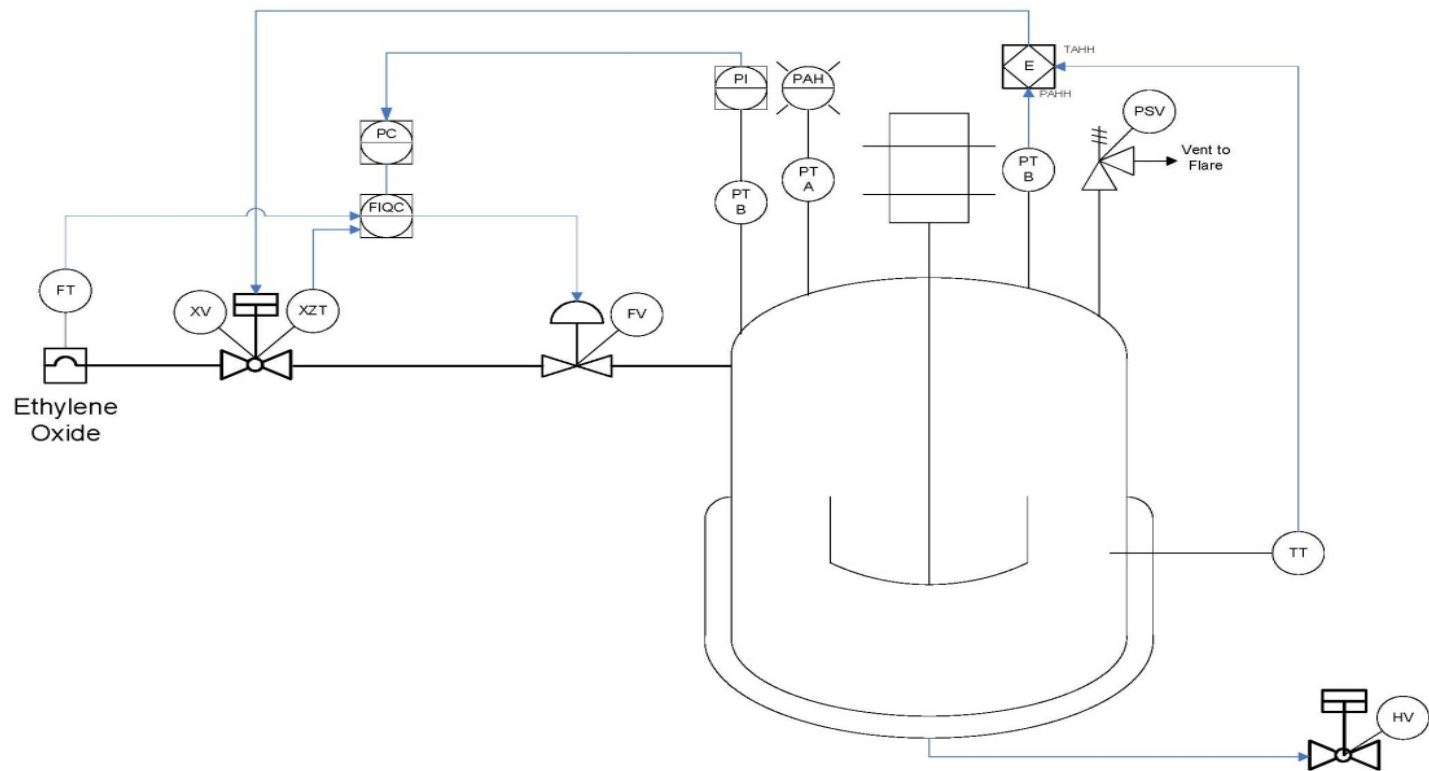 E
TAHH
PAHH
PI
PAH
PSV
Vent to
Flare
PC
PT
A
PT
B
PT
B
FIQC
FT
XV
XZT
FV
Ethylene
Oxide
TT
HV